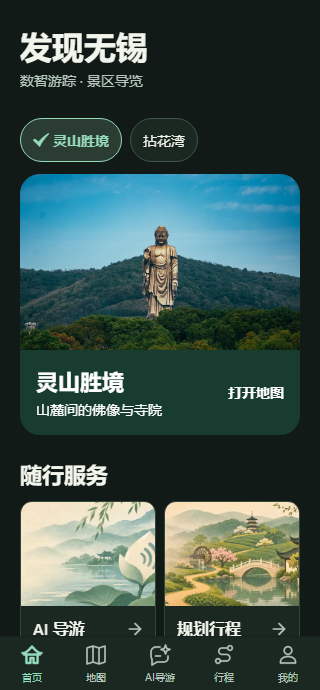 发现无锡
数智游踪 · 景区导览
灵山胜境
拈花湾
灵山胜境
山麓间的佛像与寺院
打开地图
随行服务
AI 导游
规划行程
首页
地图
AI导游
行程
我的